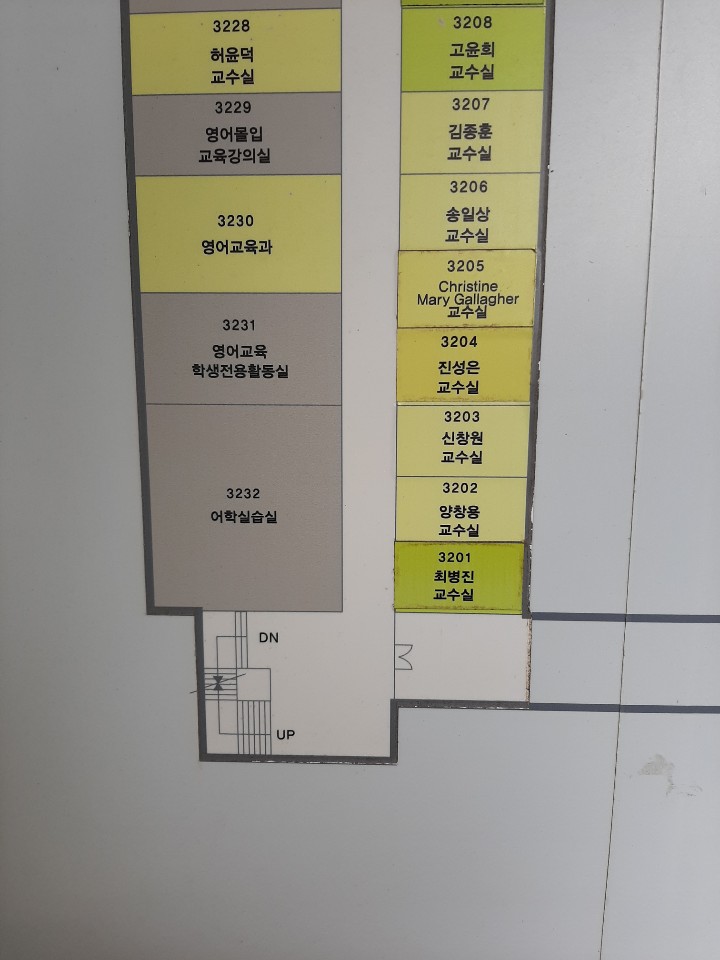 3228
허윤덕
교수실
3229
영어몰입
교육강의실
3230
영어교육과
3231
영어교육
학생전용활동실
3232
어학실습실
3208
고윤희
교수실
3207
김종훈
교수실
3206
송일상
교수실
3205
Christine
Mary Gallagher
교수실
3204
진성은
교수실
3203
신창원
교수실
3202
양창용
교수실
3201
최병진
교수실
DN
UP